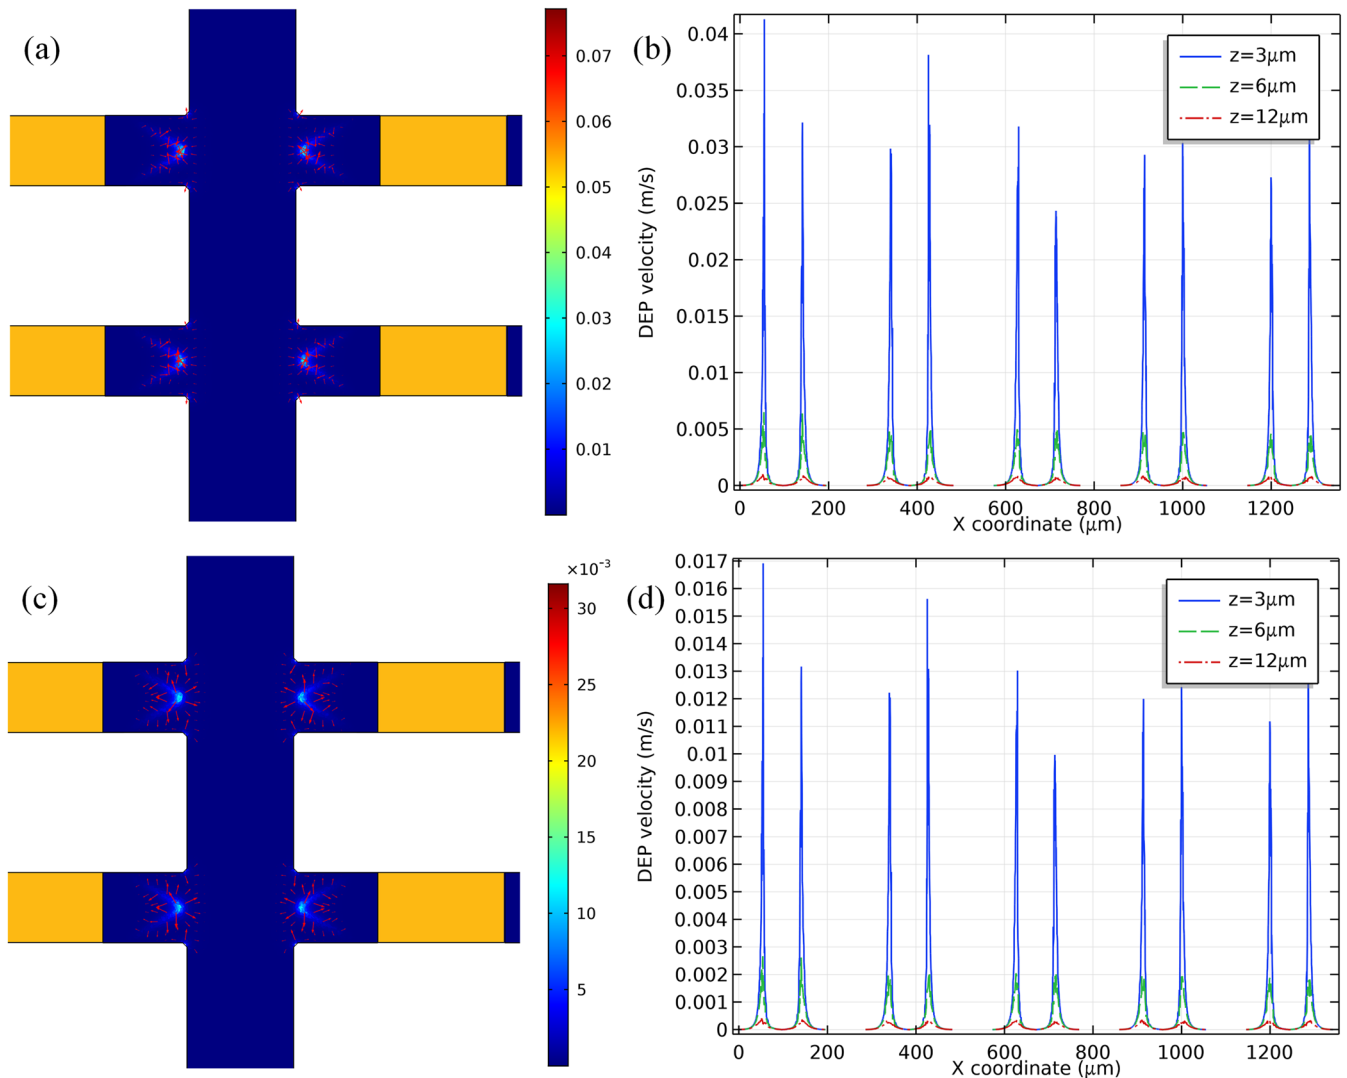 (a)
0.07
0.06
0.05
0.04
0.03
0.02
0.01
(b)
DEP velocity (m/s)
0.04
0.035
0.03
0.025
0.02
0.015
0.01
0.005
0
z=3μm
z=6μm
z=12μm
0 200 400 600 800 1000 1200
X coordinate (μm)
(c)
×10⁻³
30
25
20
15
10
5
(d)
DEP velocity (m/s)
0.017
0.016
0.015
0.014
0.013
0.012
0.011
0.01
0.009
0.008
0.007
0.006
0.005
0.004
0.003
0.002
0.001
0
z=3μm
z=6μm
z=12μm
0 200 400 600 800 1000 1200
X coordinate (μm)